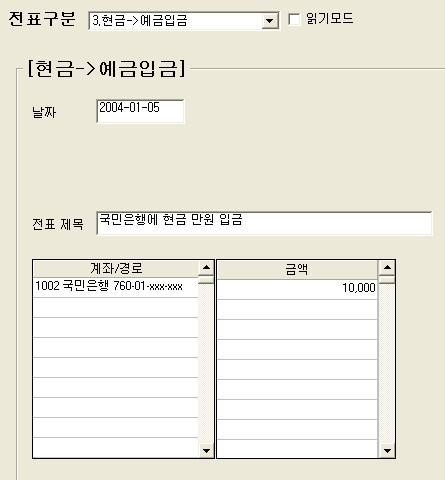 전표구분 3.현금->예금입금 읽기모드
[현금->예금입금]
날짜 2004-01-05
전표 제목 국민은행에 현금 만원 입금
계좌/경로 금액
1002 국민은행 760-01-xxx-xxx 10,000